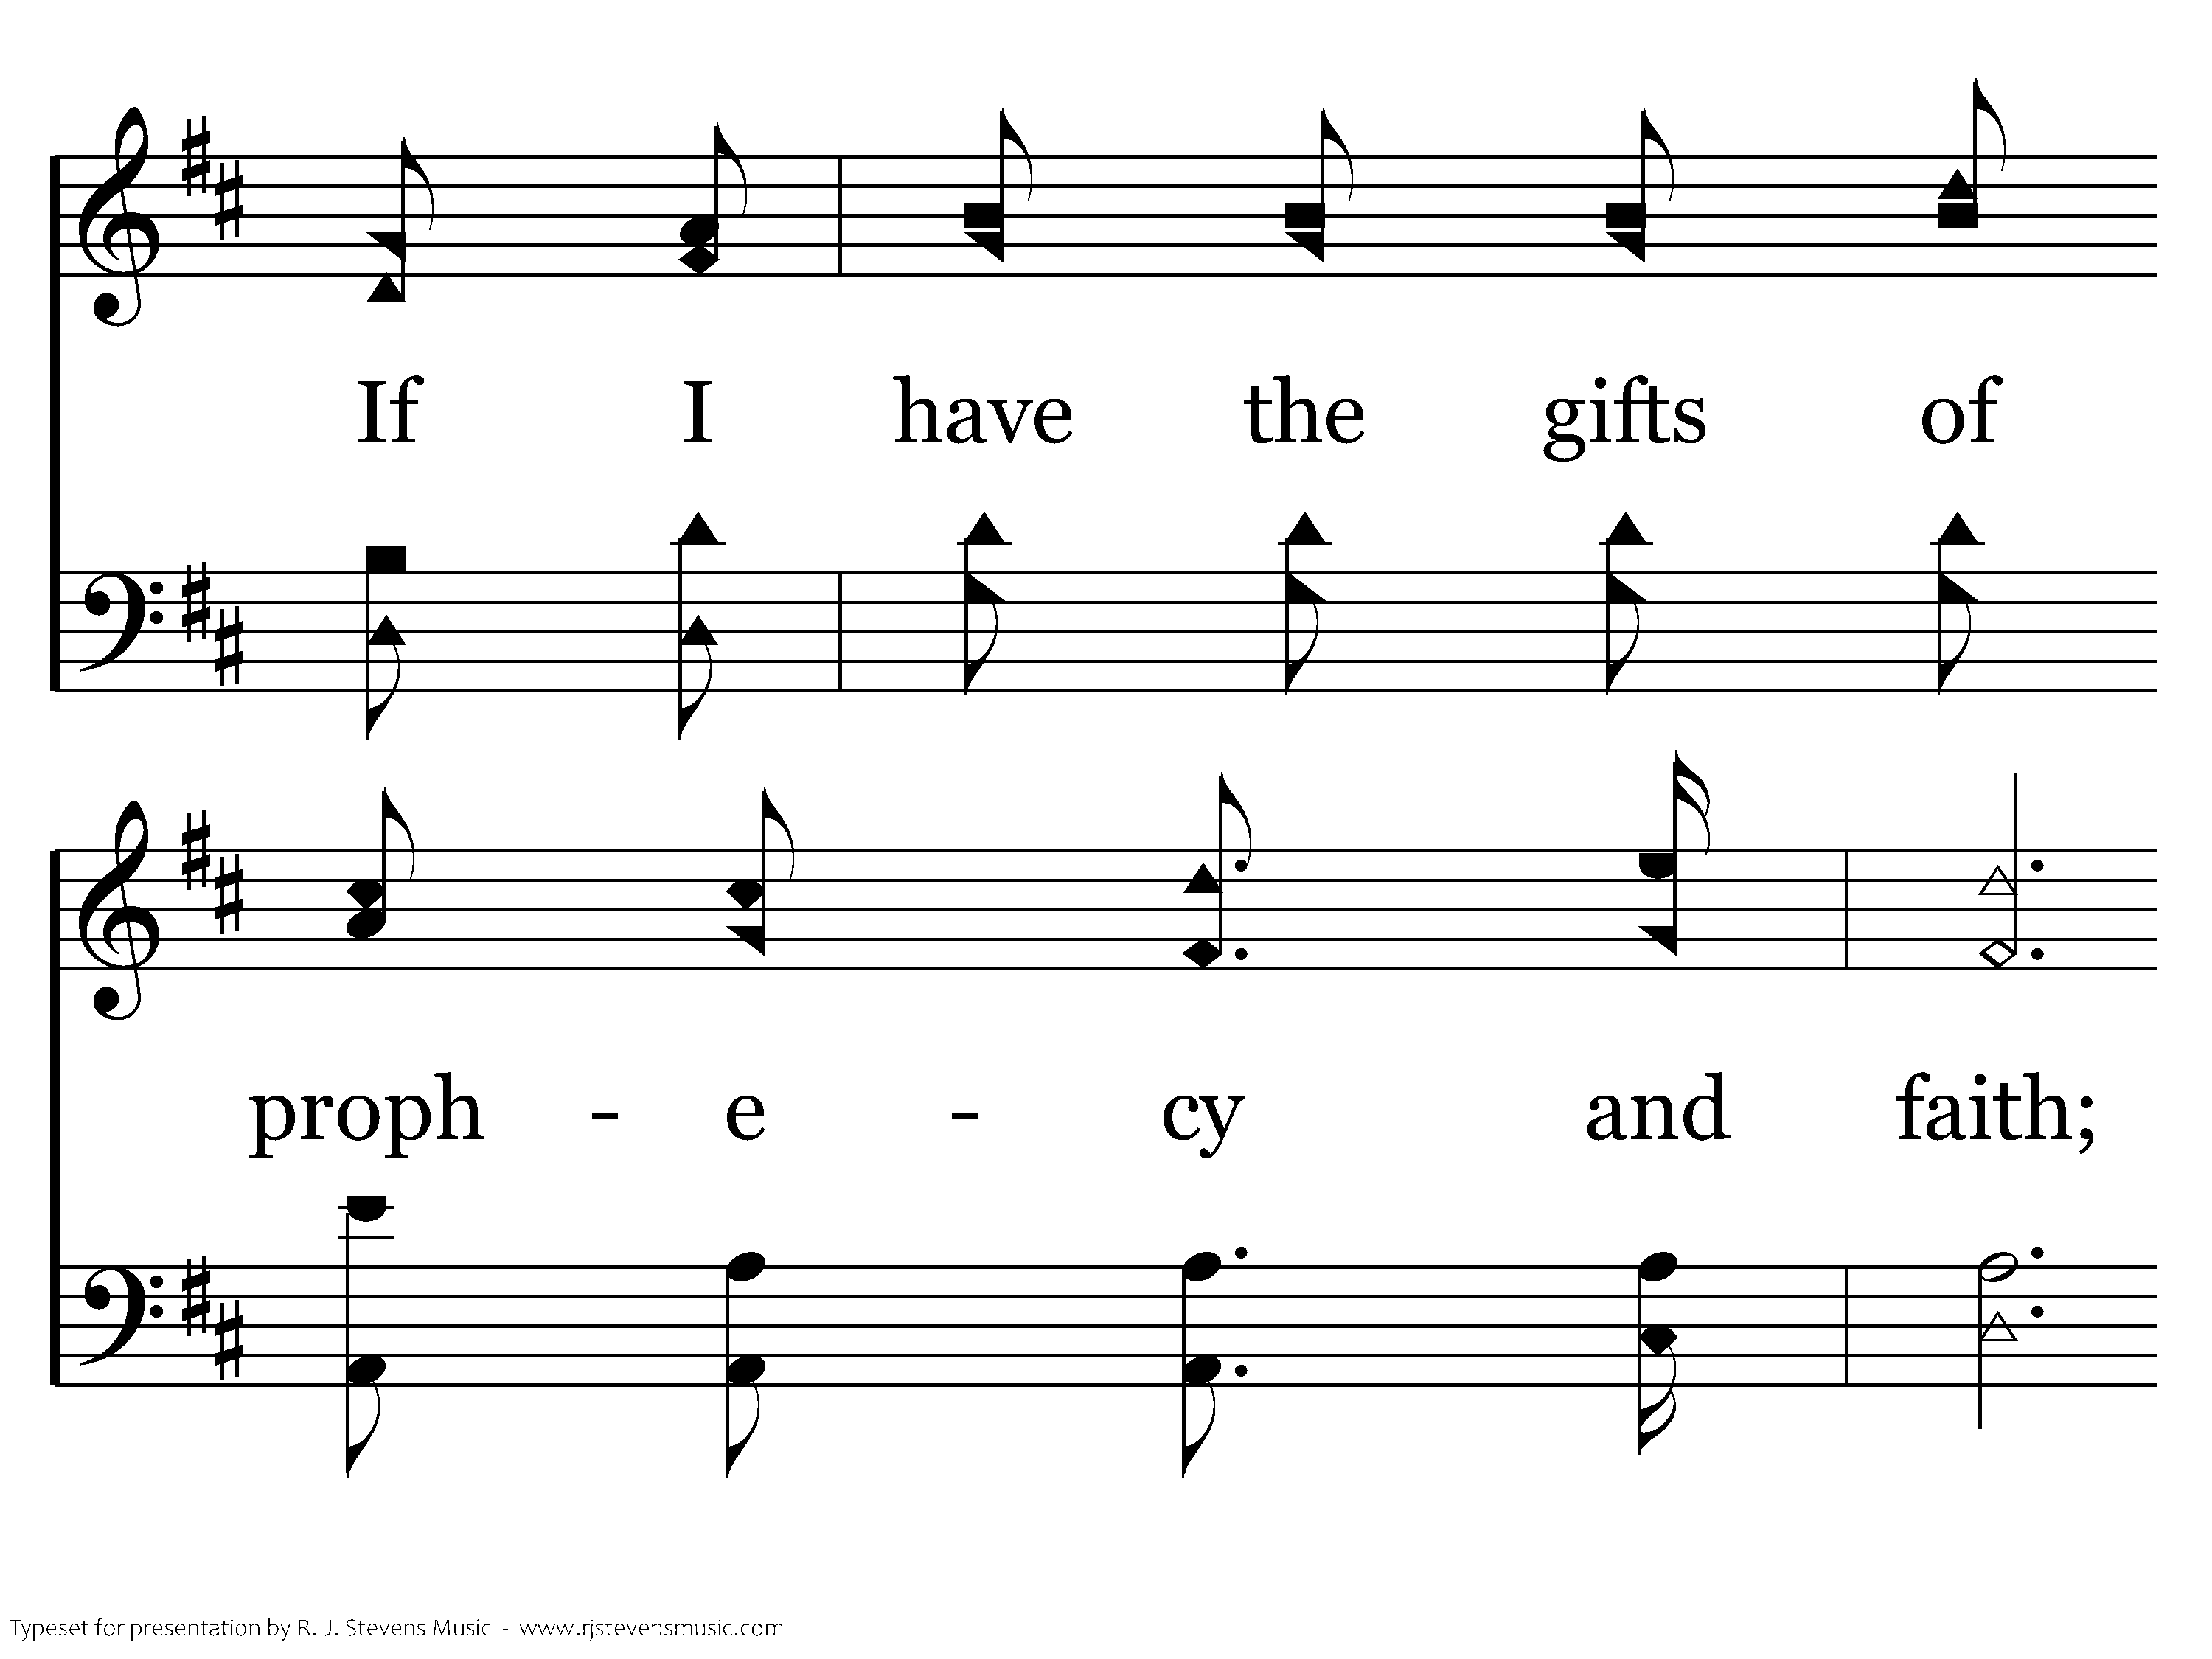 If I have the gifts of
proph - e - cy and faith;
Typeset for presentation by R. J. Stevens Music - www.rjstevensmusic.com